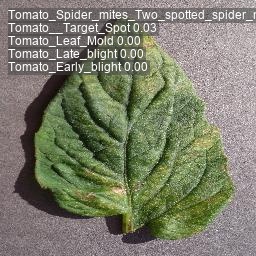 Tomato_Spider_mites_Two_spotted_spider_
Tomato__Target_Spot 0.03
Tomato_Leaf_Mold 0.00
Tomato_Late_blight 0.00
Tomato_Early_blight 0.00